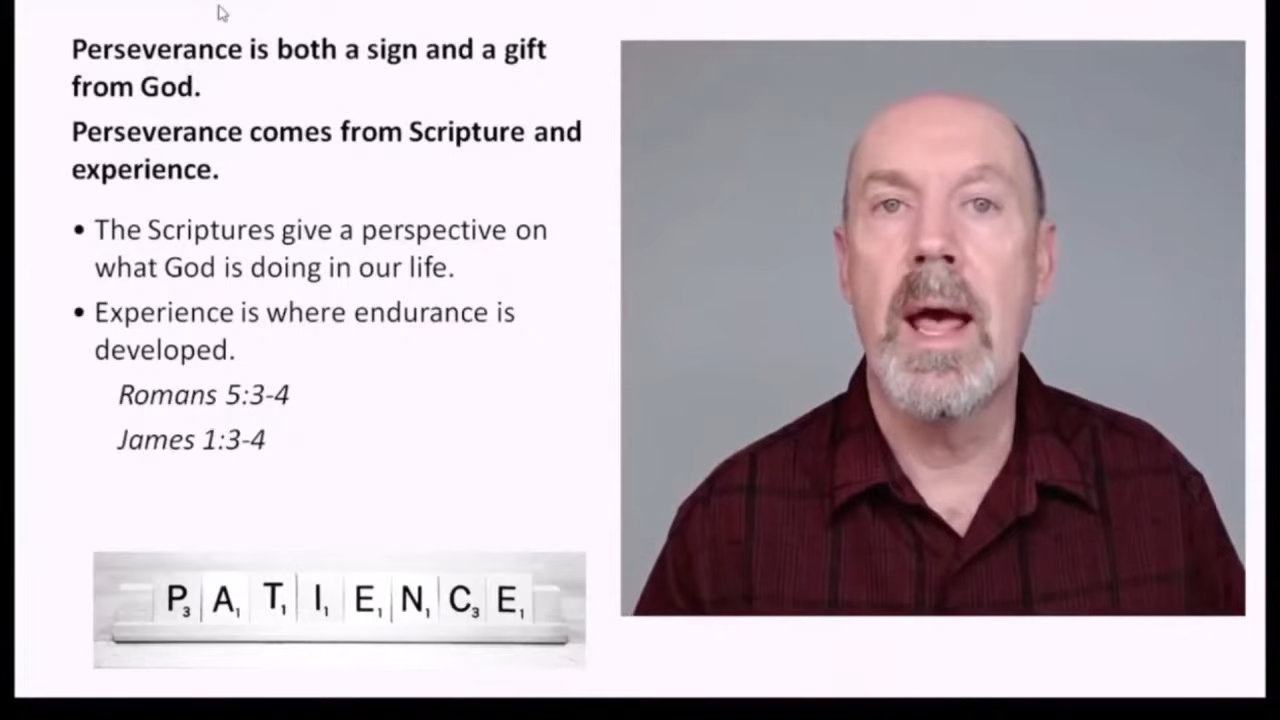 Perseverance is both a sign and a gift
from God.
Perseverance comes from Scripture and
experience.
• The Scriptures give a perspective on
what God is doing in our life.
• Experience is where endurance is
developed.
Romans 5:3-4
James 1:3-4
P3 A1 T1 I1 E1 N1 C3 E1